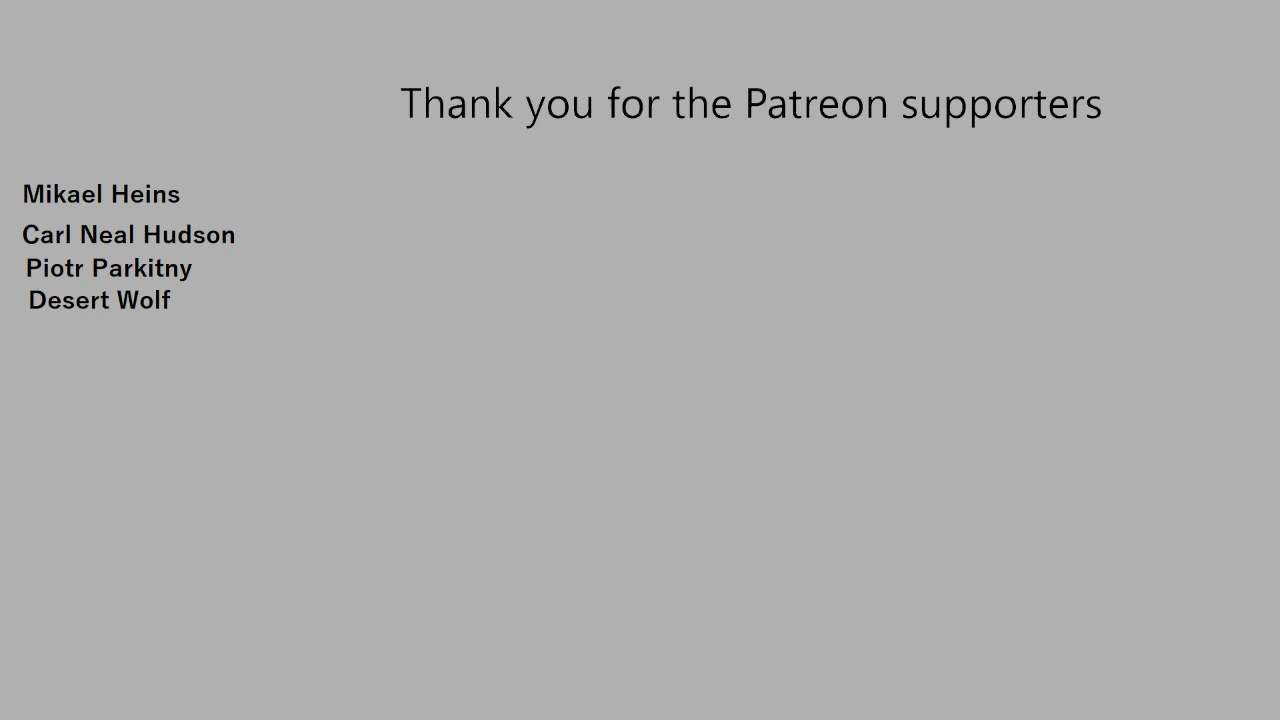 Thank you for the Patreon supporters
Mikael Heins
Carl Neal Hudson
Piotr Parkitny
Desert Wolf